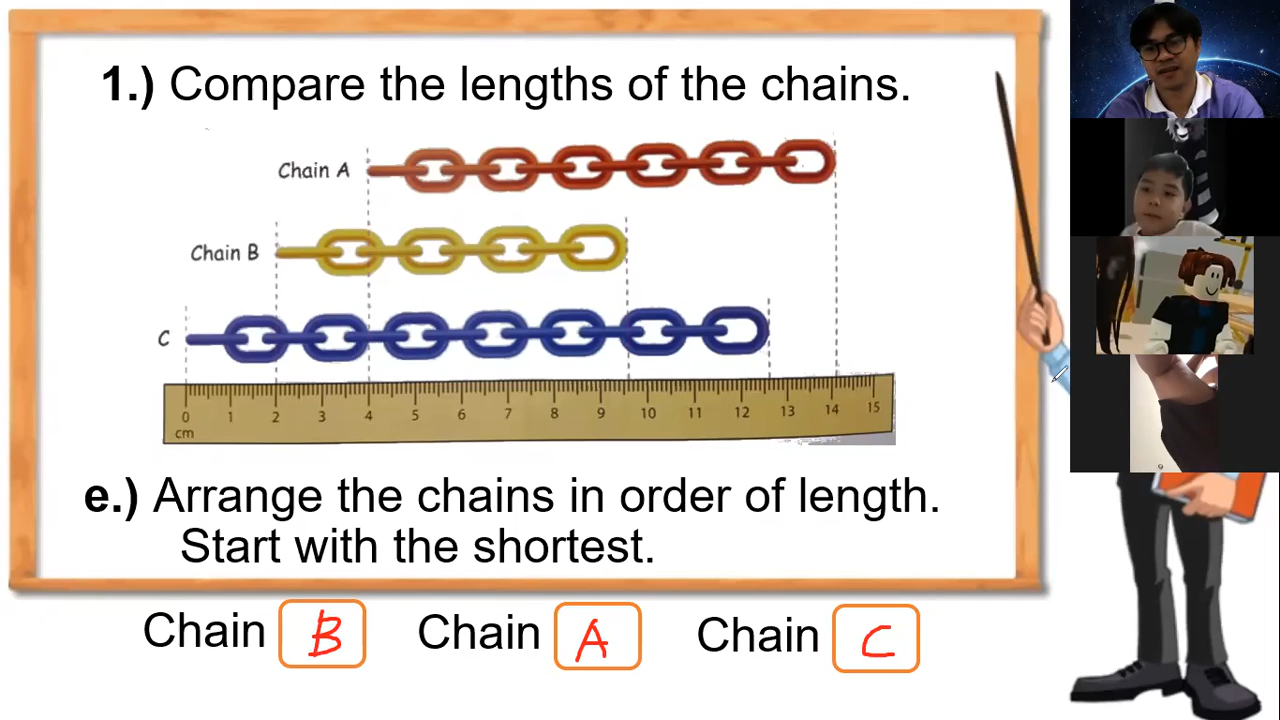 1.) Compare the lengths of the chains.
Chain A
Chain B
C
0 1 2 3 4 5 6 7 8 9 10 11 12 13 14 15
cm
e.) Arrange the chains in order of length.
Start with the shortest.
Chain B Chain A Chain C